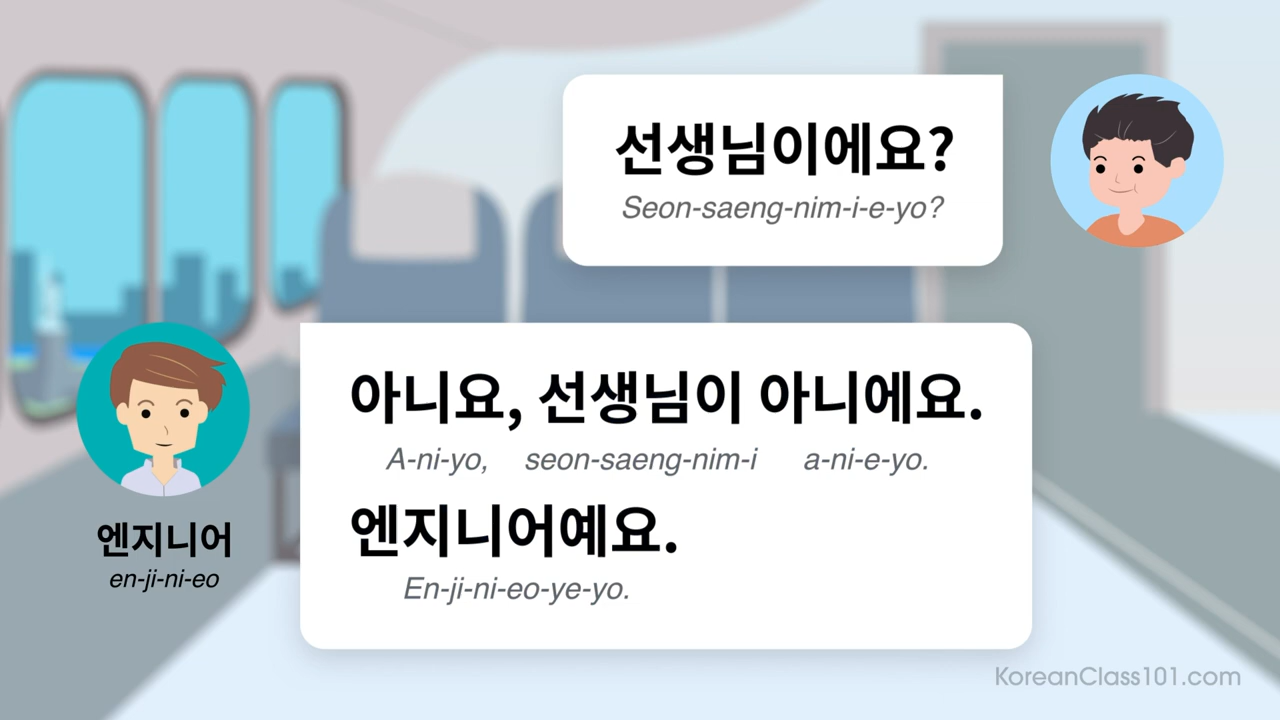 선생님이에요?
Seon-saeng-nim-i-e-yo?
아니요, 선생님이 아니에요.
A-ni-yo, seon-saeng-nim-i a-ni-e-yo.
엔지니어예요.
En-ji-ni-eo-ye-yo.
엔지니어
en-ji-ni-eo
KoreanClass101.com